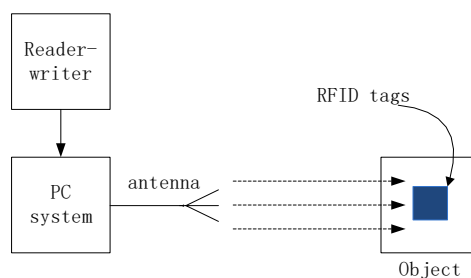 Reader-
writer
RFID tags
PC
system
antenna
Object